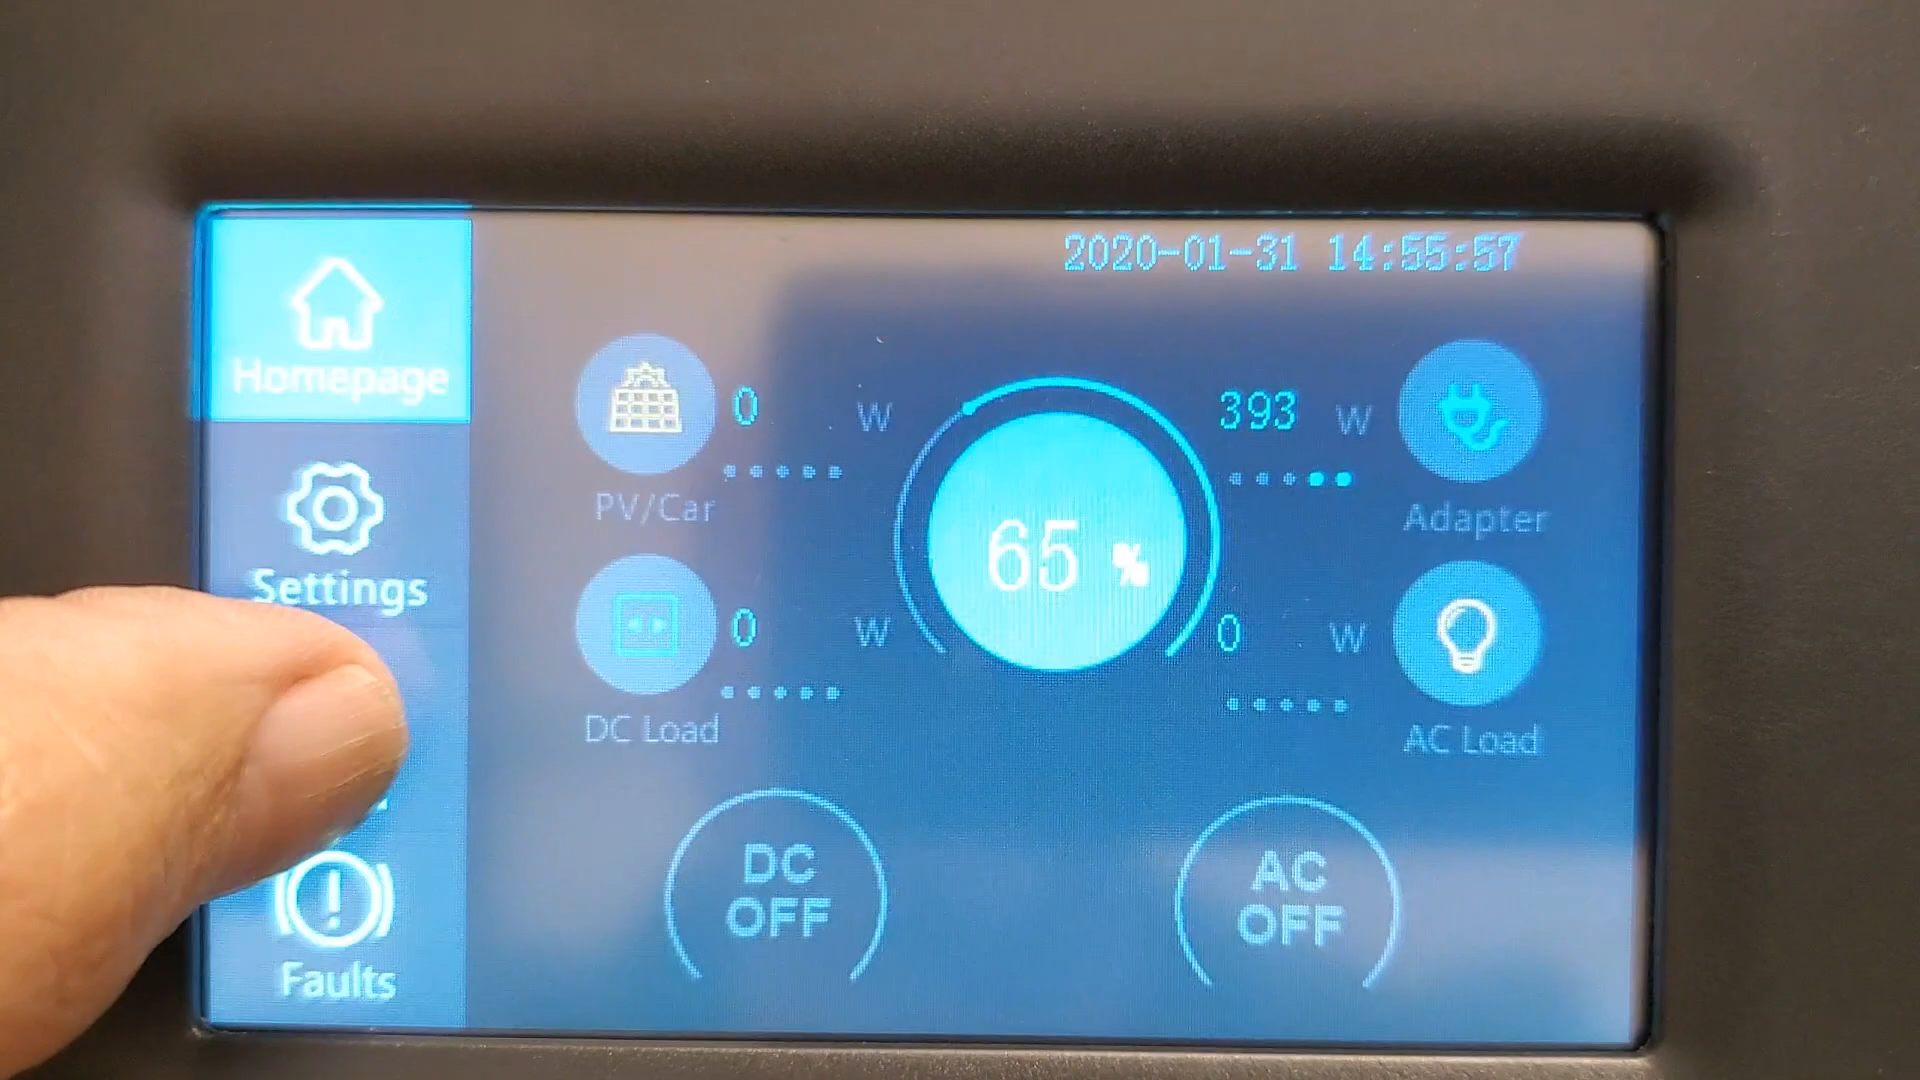 2020-01-31 14:55:57
Homepage
Settings
Faults
0 W
PV/Car
0 W
DC Load
65 %
393 W
Adapter
0 W
AC Load
DC
OFF
AC
OFF